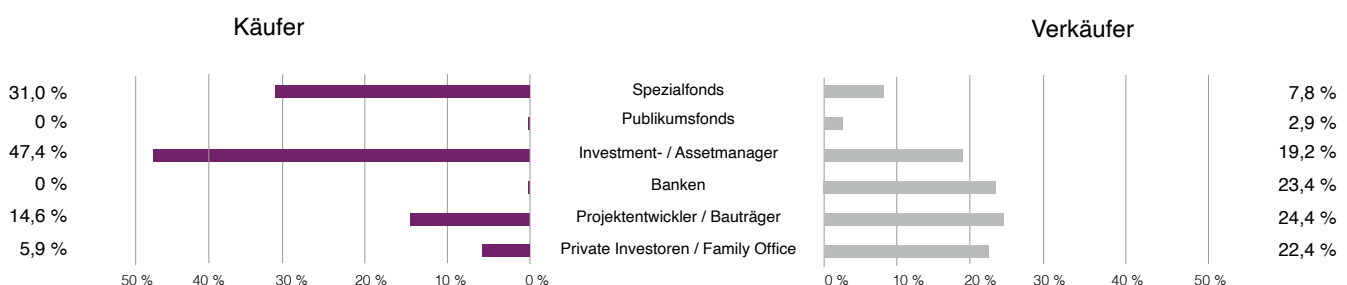 Käufer Verkäufer
31,0 % Spezialfonds 7,8 %
0 % Publikumsfonds 2,9 %
47,4 % Investment- / Assetmanager 19,2 %
0 % Banken 23,4 %
14,6 % Projektentwickler / Bauträger 24,4 %
5,9 % Private Investoren / Family Office 22,4 %
50 % 40 % 30 % 20 % 10 % 0 % 0 % 10 % 20 % 30 % 40 % 50 %